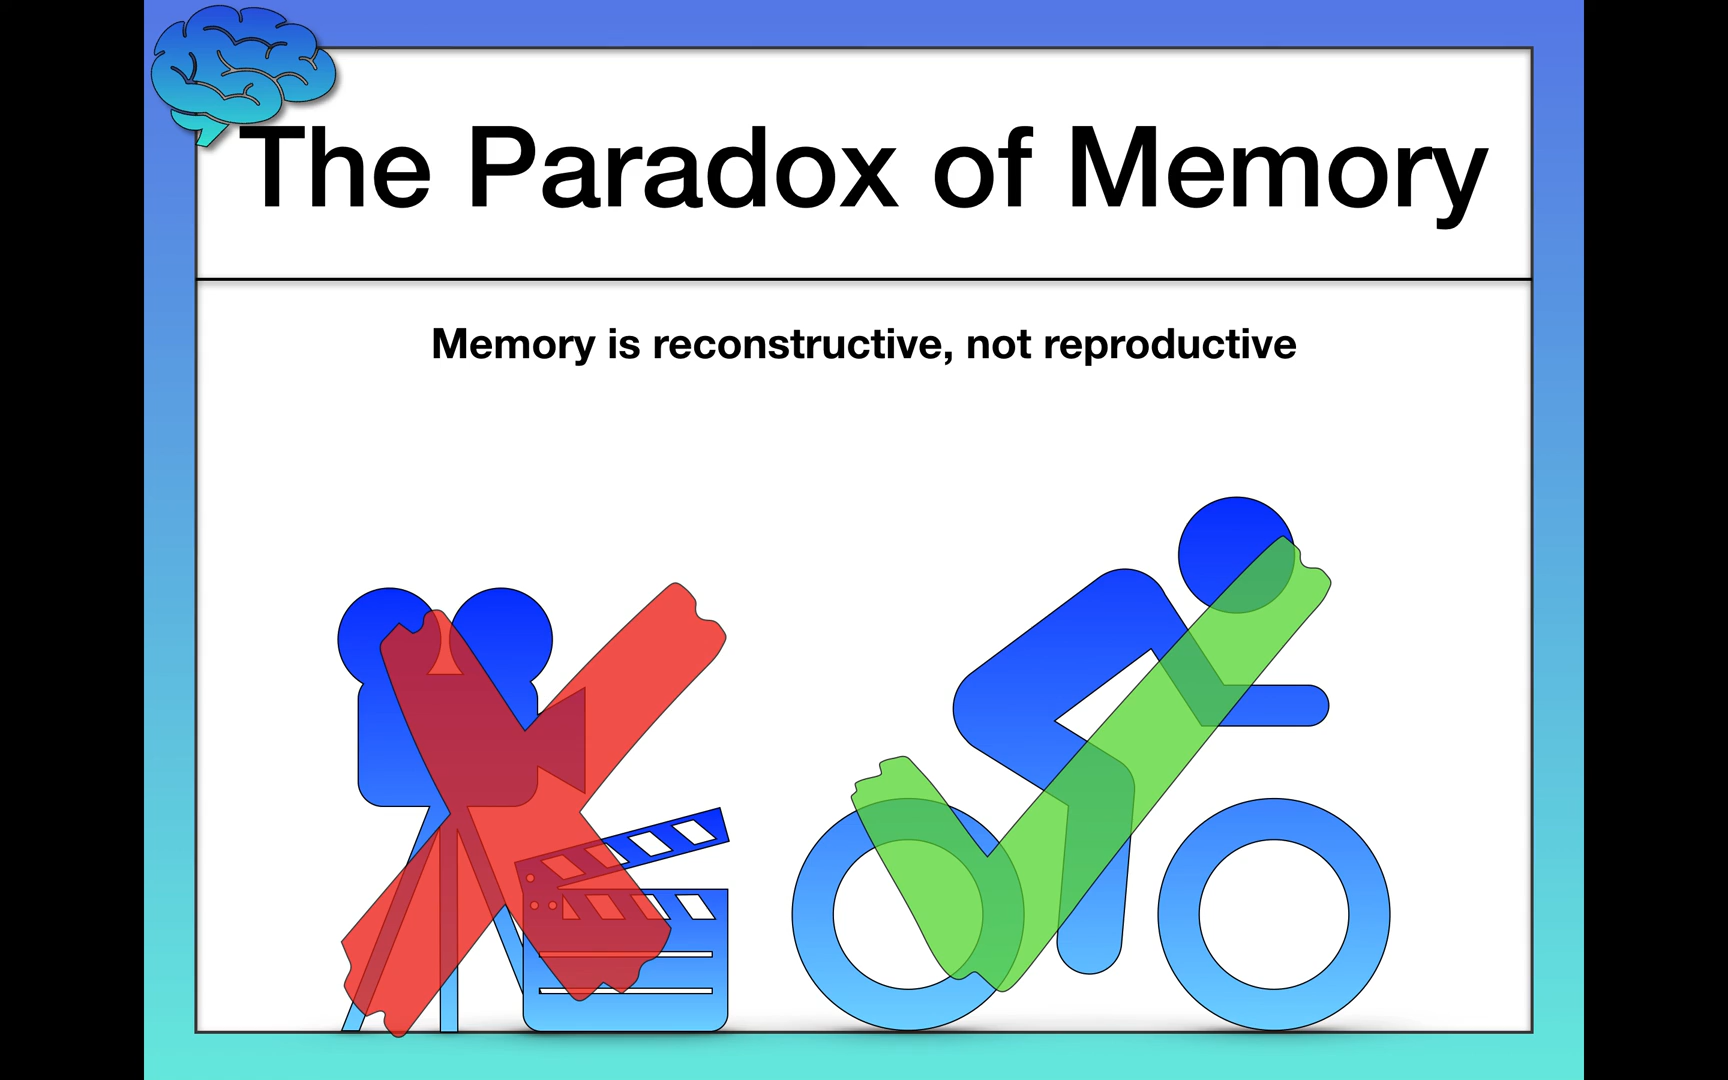 The Paradox of Memory
Memory is reconstructive, not reproductive